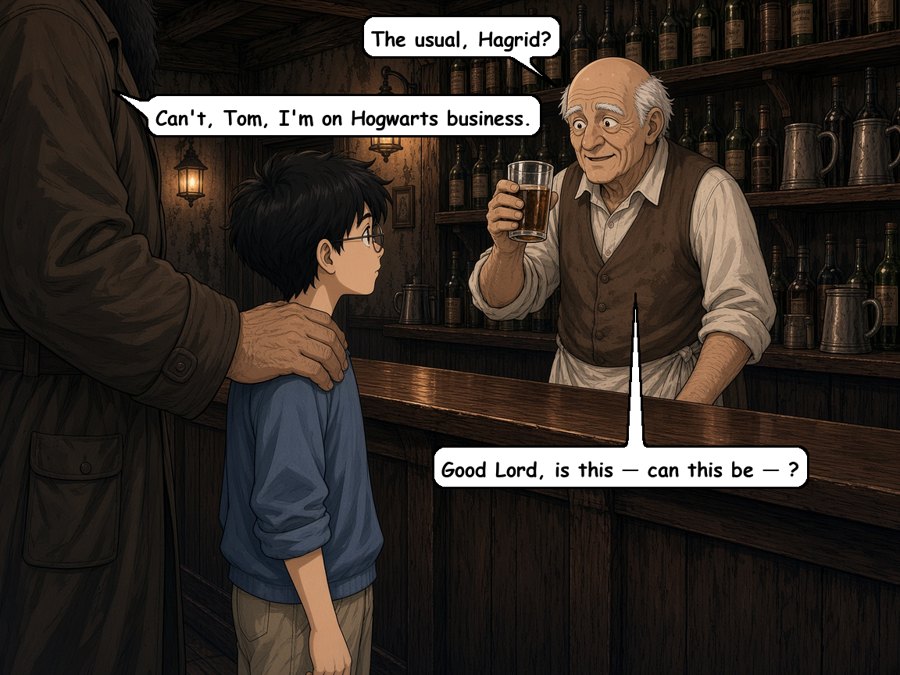 The usual, Hagrid?
Can't, Tom, I'm on Hogwarts business.
Good Lord, is this — can this be — ?